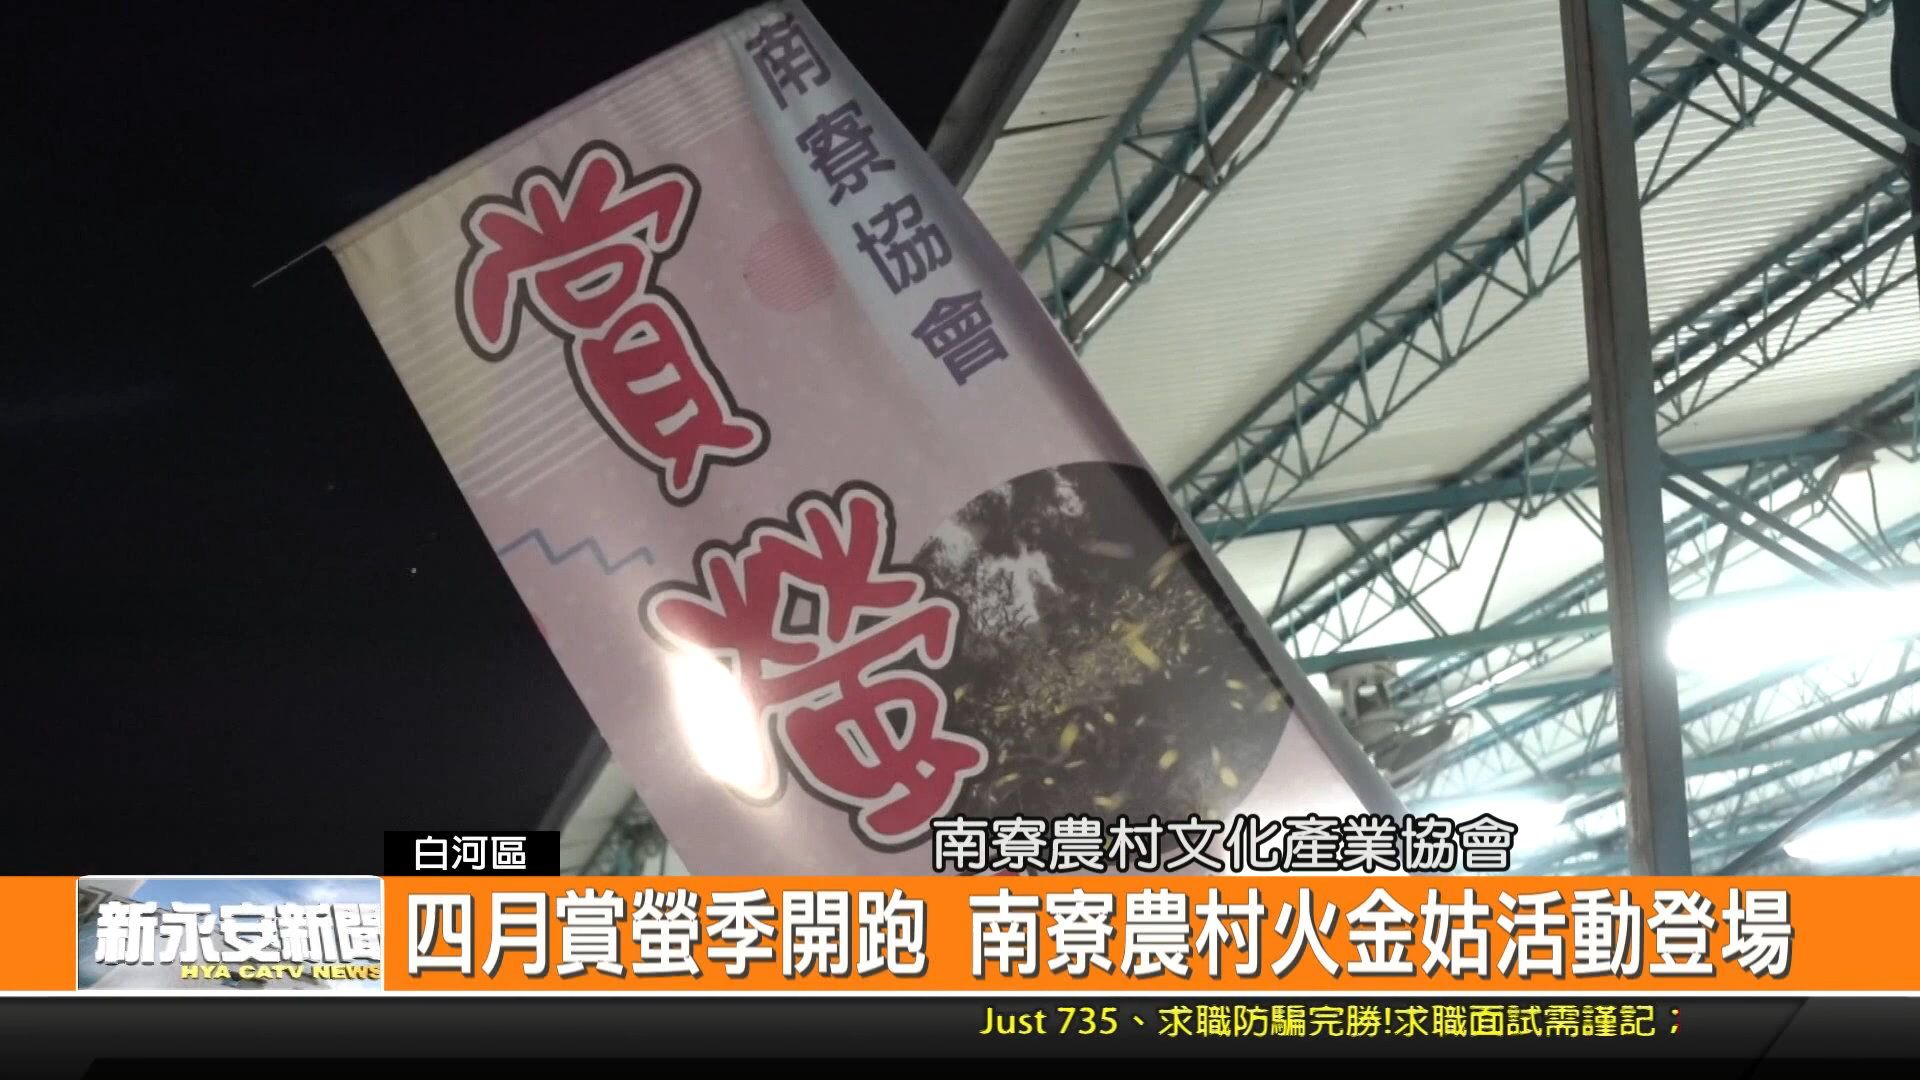 南寮協會
賞螢
南寮農村文化產業協會
白河區
新永安新聞
HYA CATV NEWS
四月賞螢季開跑 南寮農村火金姑活動登場
Just 735、求職防騙完勝!求職面試需謹記；